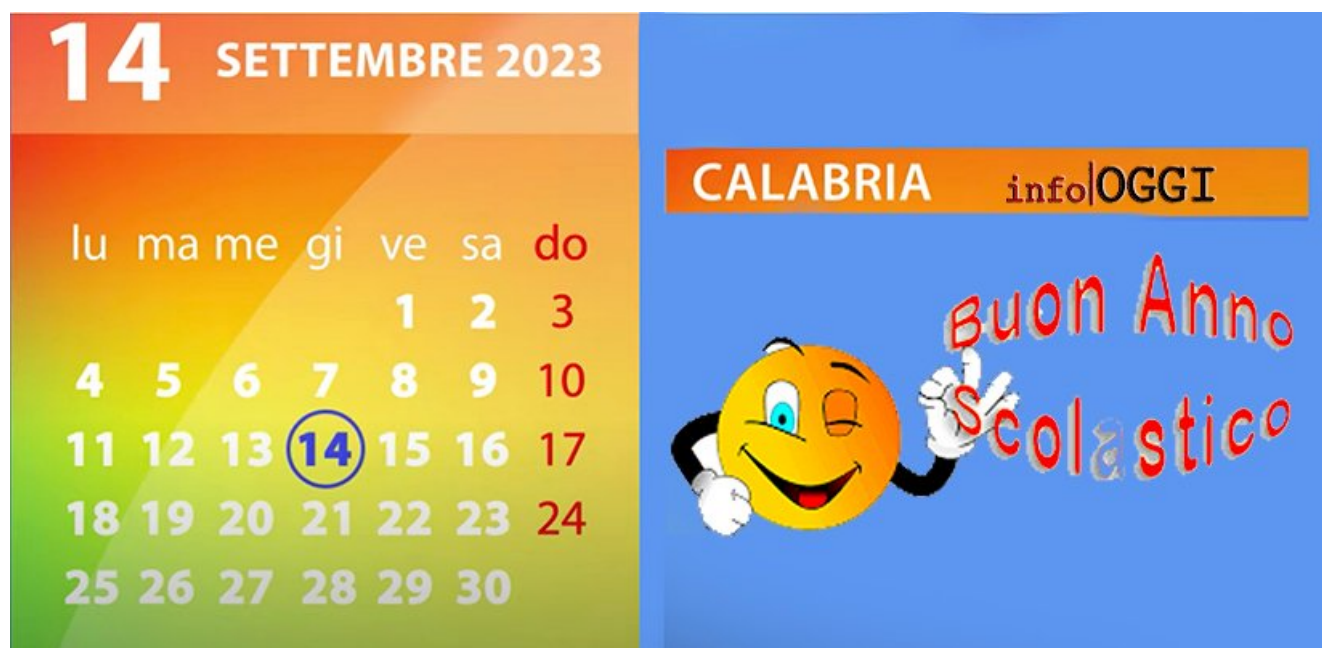 14 SETTEMBRE 2023
lu ma me gi ve sa do
1 2 3
4 5 6 7 8 9 10
11 12 13 14 15 16 17
18 19 20 21 22 23 24
25 26 27 28 29 30
CALABRIA info|OGGI
Buon Anno
Scolastico